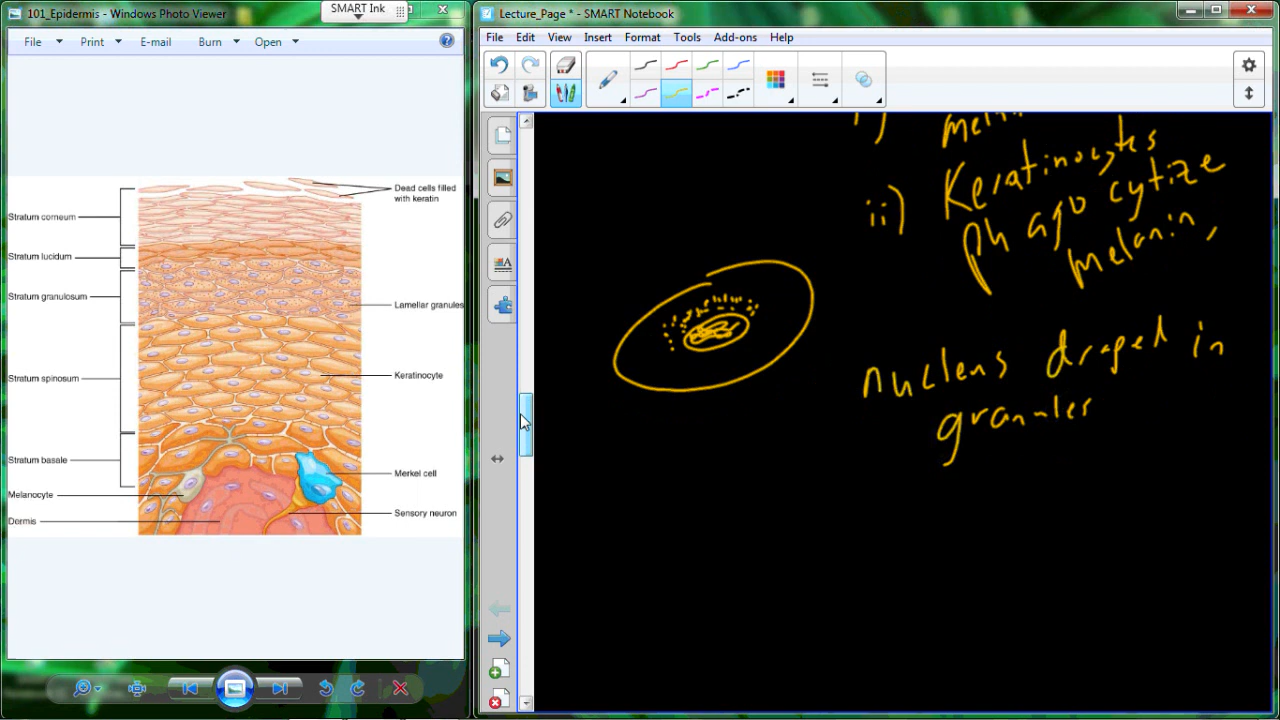 101_Epidermis - Windows Photo Viewer
SMART Ink
File Print E-mail Burn Open
Stratum corneum
Stratum lucidum
Stratum granulosum
Stratum spinosum
Stratum basale
Melanocyte
Dermis
Dead cells filled
with keratin
Lamellar granules
Keratinocyte
Merkel cell
Sensory neuron
Lecture_Page * - SMART Notebook
File Edit View Insert Format Tools Add-ons Help
i)
ii) Keratinocytes
phagocytize
melanin,
nucleus draped in
granules